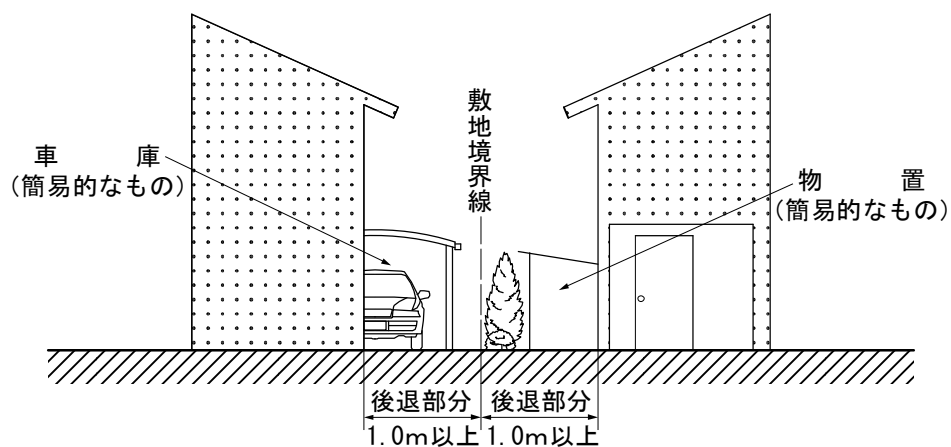 敷地境界線
車庫
(簡易的なもの)
物置
(簡易的なもの)
後退部分
後退部分
1.0m以上
1.0m以上